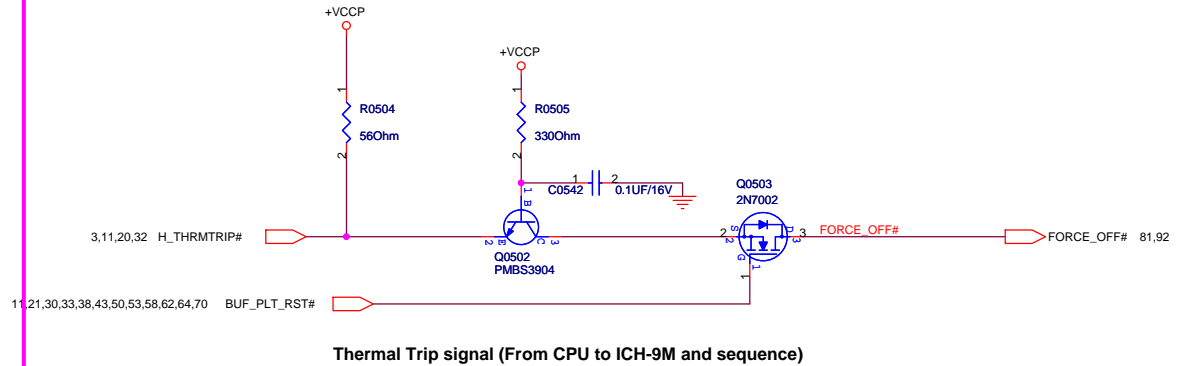 +VCCP
+VCCP
1
R0504
56Ohm
2
1
R0505
330Ohm
2
1
C0542
2
0.1UF/16V
1
B
E
2
C
3
Q0502
PMBS3904
Q0503
2N7002
2
S
2
G
1
1
D
3
3
FORCE_OFF#
3,11,20,32 H_THRMTRIP#
FORCE_OFF# 81,92
11,21,30,33,38,43,50,53,58,62,64,70 BUF_PLT_RST#
Thermal Trip signal (From CPU to ICH-9M and sequence)